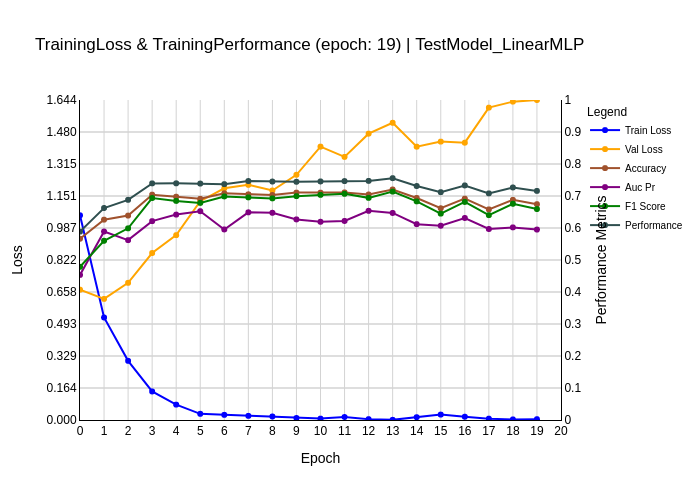 TrainingLoss & TrainingPerformance (epoch: 19) | TestModel_LinearMLP
1.644
1.480
1.315
1.151
0.987
0.822
0.658
0.493
0.329
0.164
0.000
Loss
0 1 2 3 4 5 6 7 8 9 10 11 12 13 14 15 16 17 18 19 20
Epoch
1
0.9
0.8
0.7
0.6
0.5
0.4
0.3
0.2
0.1
0
Performance Metrics
Legend
Train Loss
Val Loss
Accuracy
Auc Pr
F1 Score
Performance